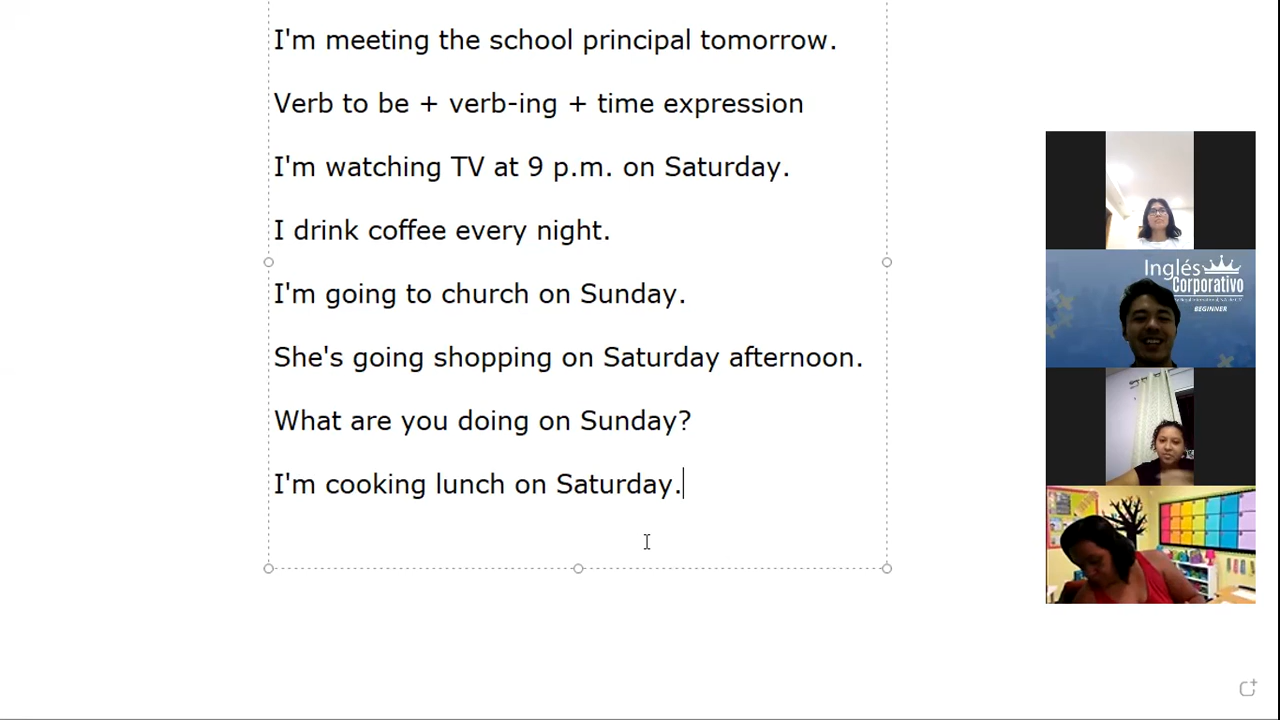 I'm meeting the school principal tomorrow.
Verb to be + verb-ing + time expression
I'm watching TV at 9 p.m. on Saturday.
I drink coffee every night.
I'm going to church on Sunday.
She's going shopping on Saturday afternoon.
What are you doing on Sunday?
I'm cooking lunch on Saturday.
Inglés
Corporativo
BEGINNER